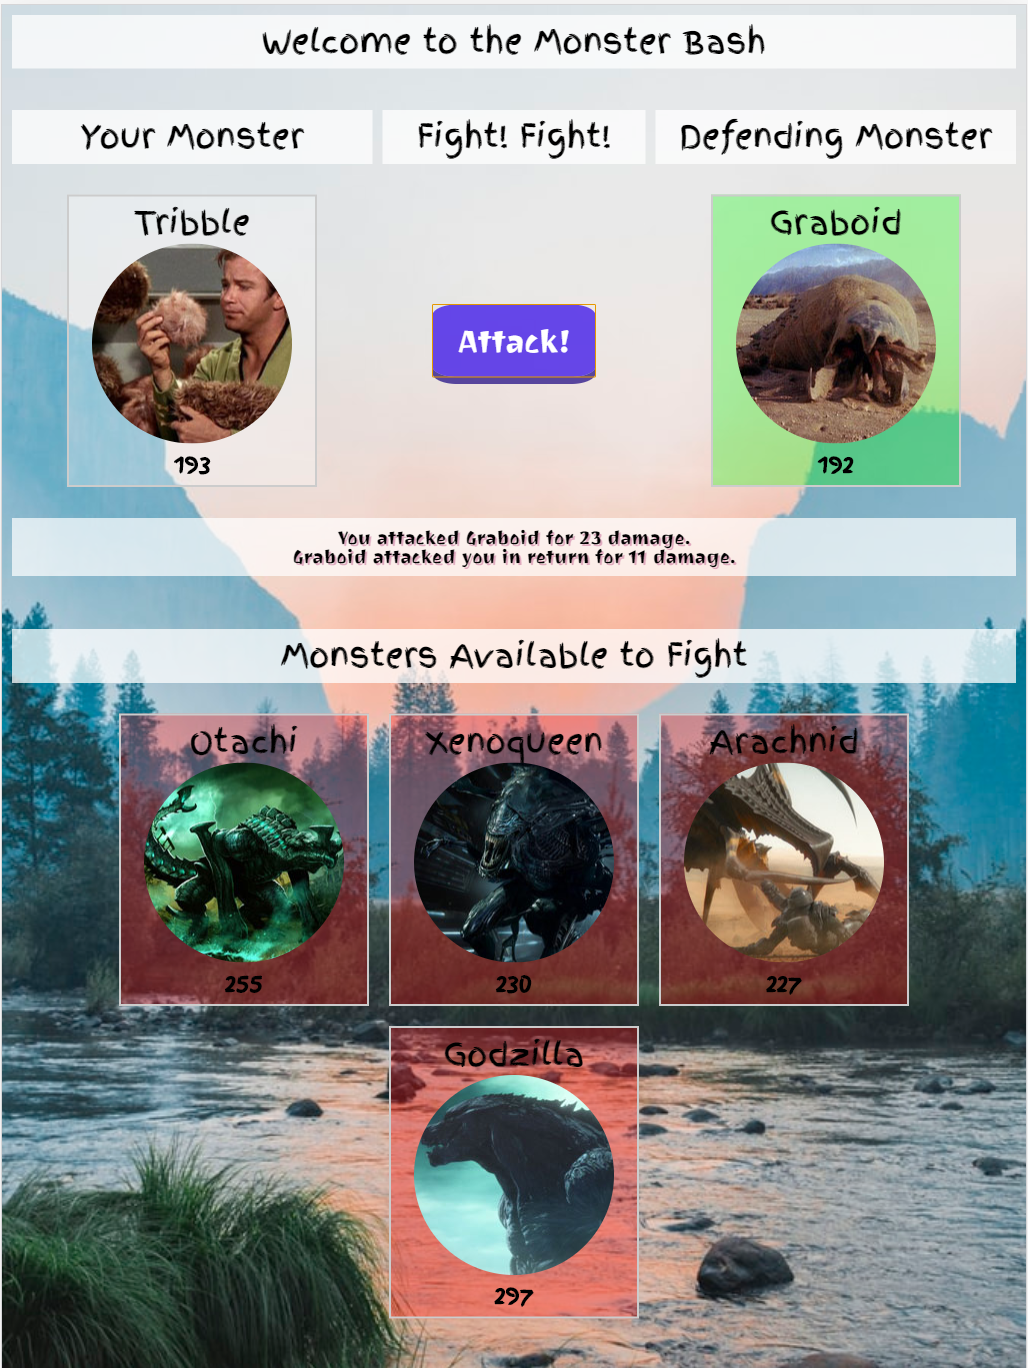 Welcome to the Monster Bash
Your Monster
Fight! Fight!
Defending Monster
Tribble
Graboid
Attack!
193
192
You attacked Graboid for 23 damage.
Graboid attacked you in return for 11 damage.
Monsters Available to Fight
Otachi
Xenoqueen
Arachnid
255
230
227
Godzilla
297